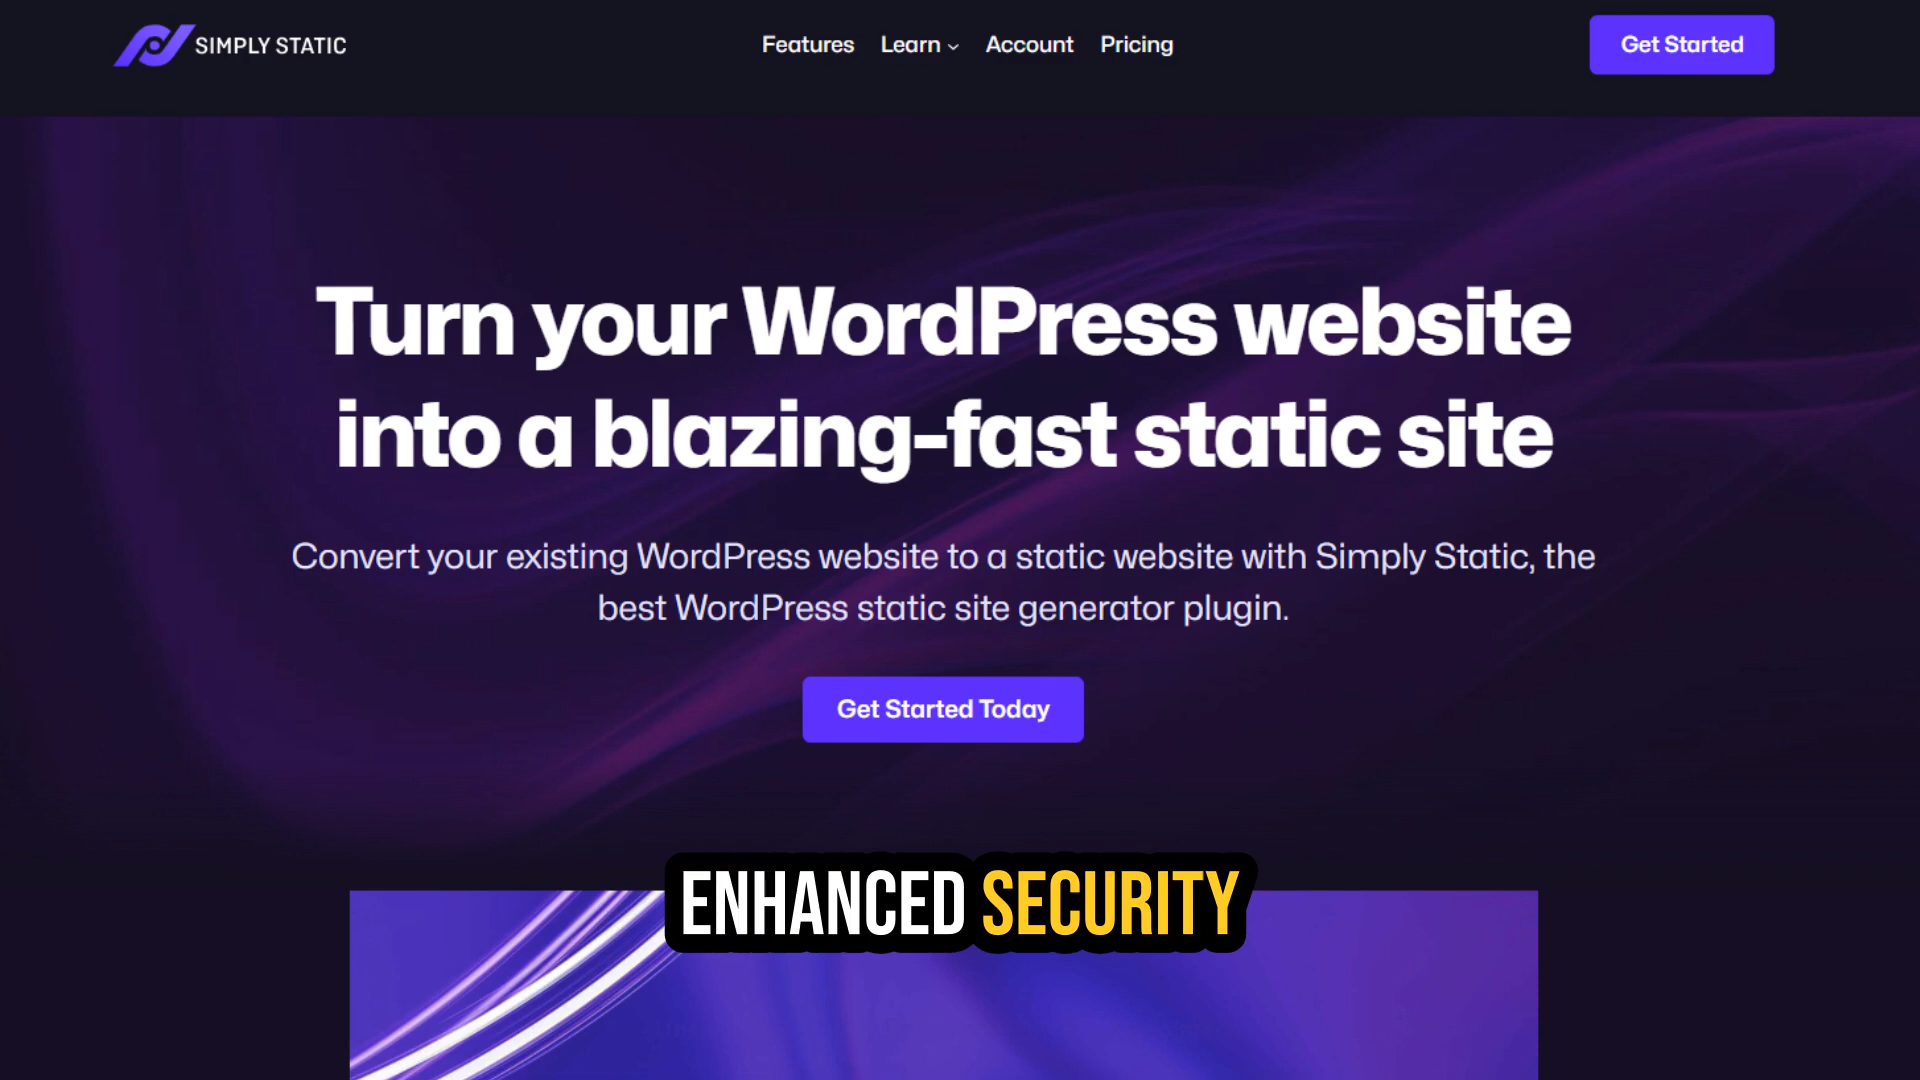 SIMPLY STATIC
Features Learn Account Pricing
Get Started
Turn your WordPress website
into a blazing-fast static site
Convert your existing WordPress website to a static website with Simply Static, the
best WordPress static site generator plugin.
Get Started Today
ENHANCED SECURITY